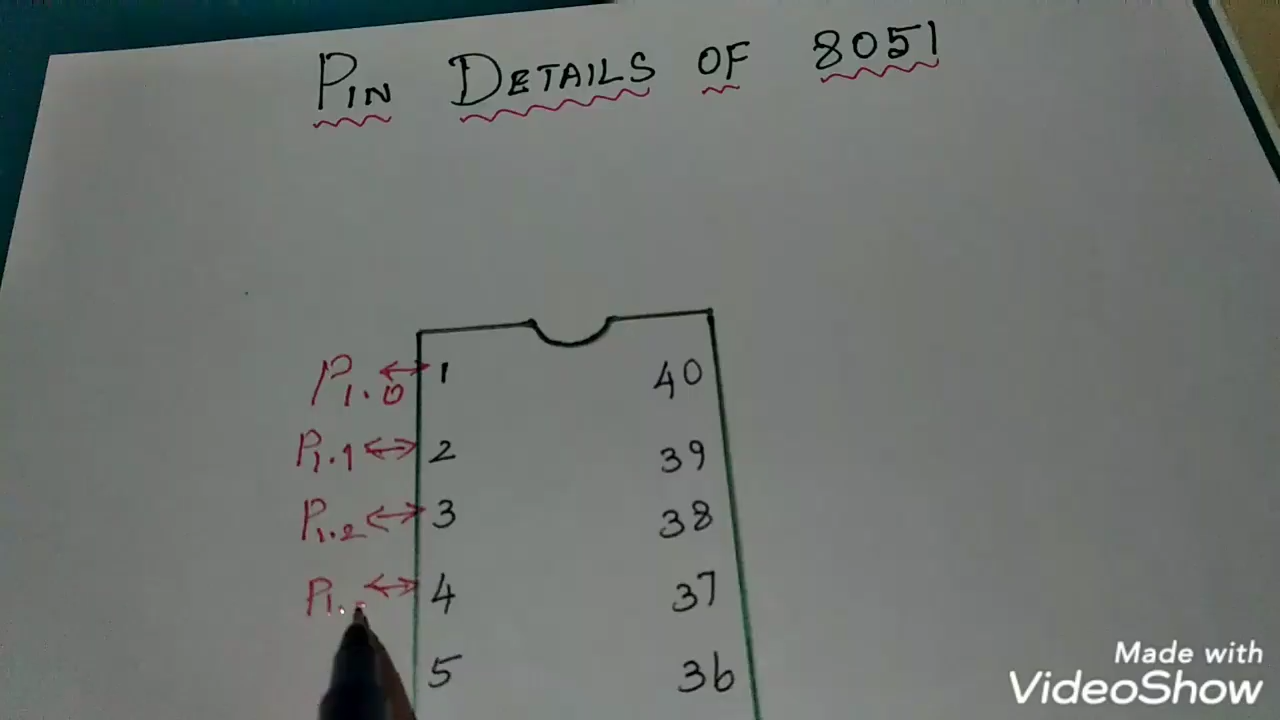 PIN DETAILS OF 8051
P1.0 ↔ 1 40
P1.1 ↔ 2 39
P1.2 ↔ 3 38
P1. ↔ 4 37
5 36
Made with
VideoShow